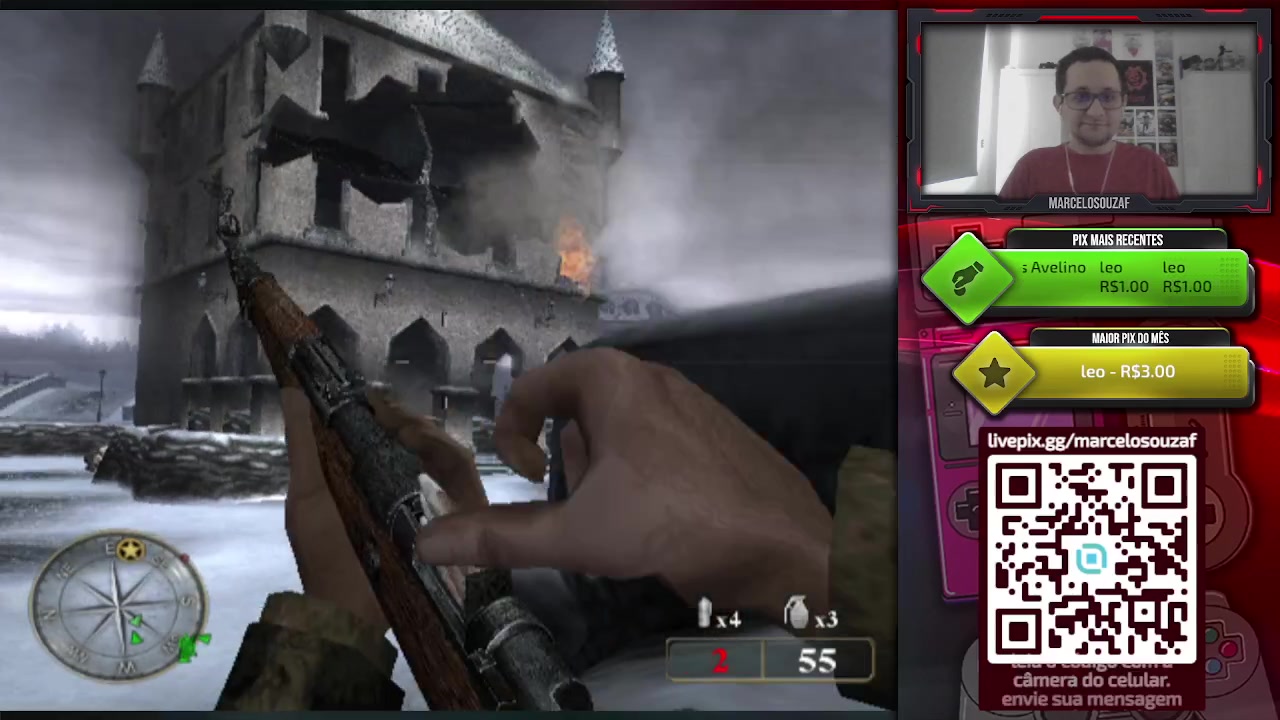 MARCELOSOUZAF
PIX MAIS RECENTES
s Avelino leo leo
R$1.00 R$1.00
MAIOR PIX DO MÊS
leo - R$3.00
livepix.gg/marcelosouzaf
câmera do celular.
envie sua mensagem
E
S
W
N
x4
x3
2
55